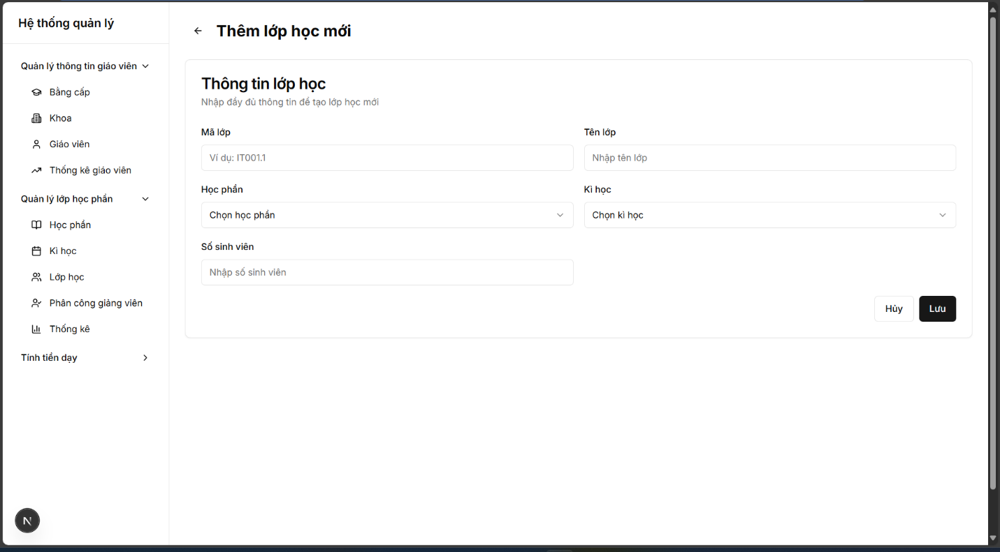 Hệ thống quản lý
Quản lý thông tin giáo viên
Bằng cấp
Khoa
Giáo viên
Thống kê giáo viên
Quản lý lớp học phần
Học phần
Kì học
Lớp học
Phân công giảng viên
Thống kê
Tính tiền dạy
N
Thêm lớp học mới
Thông tin lớp học
Nhập đầy đủ thông tin để tạo lớp học mới
Mã lớp
Ví dụ: IT001.1
Tên lớp
Nhập tên lớp
Học phần
Chọn học phần
Kì học
Chọn kì học
Số sinh viên
Nhập số sinh viên
Hủy
Lưu